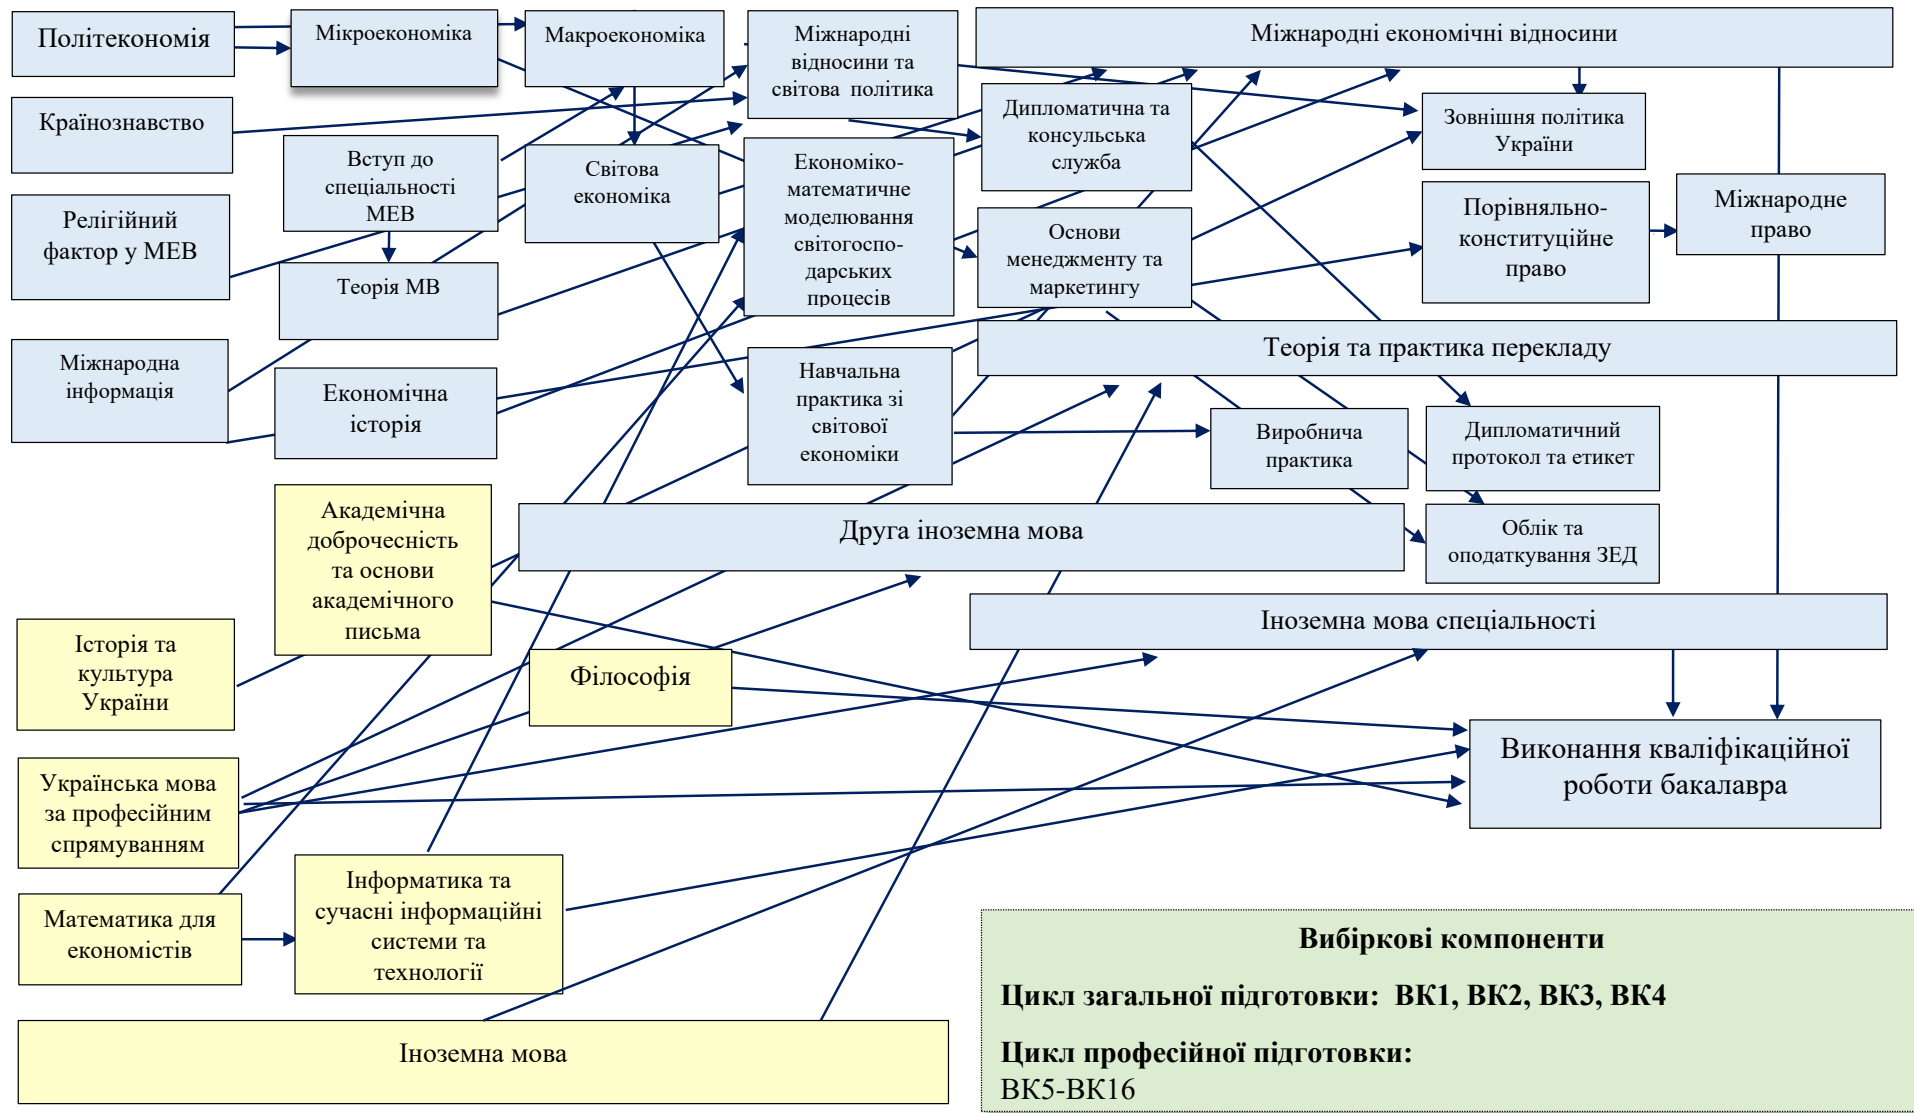 Політекономія
Мікроекономіка
Макроекономіка
Міжнародні
відносини та
світова політика
Міжнародні економічні відносини
Країнознавство
Дипломатична та
консульська
служба
Зовнішня політика
України
Вступ до
спеціальності
МЕВ
Світова
економіка
Економіко-
математичне
моделювання
світогоспо-
дарських
процесів
Релігійний
фактор у МЕВ
Основи
менеджменту та
маркетингу
Порівняльно-
конституційне
право
Міжнародне
право
Теорія МВ
Міжнародна
інформація
Економічна
історія
Теорія та практика перекладу
Навчальна
практика зі
світової
економіки
Виробнича
практика
Дипломатичний
протокол та етикет
Академічна
доброчесність
та основи
академічного
письма
Друга іноземна мова
Облік та
оподаткування ЗЕД
Історія та
культура
України
Філософія
Іноземна мова спеціальності
Українська мова
за професійним
спрямуванням
Виконання кваліфікаційної
роботи бакалавра
Математика для
економістів
Інформатика та
сучасні інформаційні
системи та
технології
Іноземна мова
Вибіркові компоненти
Цикл загальної підготовки: ВК1, ВК2, ВК3, ВК4
Цикл професійної підготовки:
ВК5-ВК16